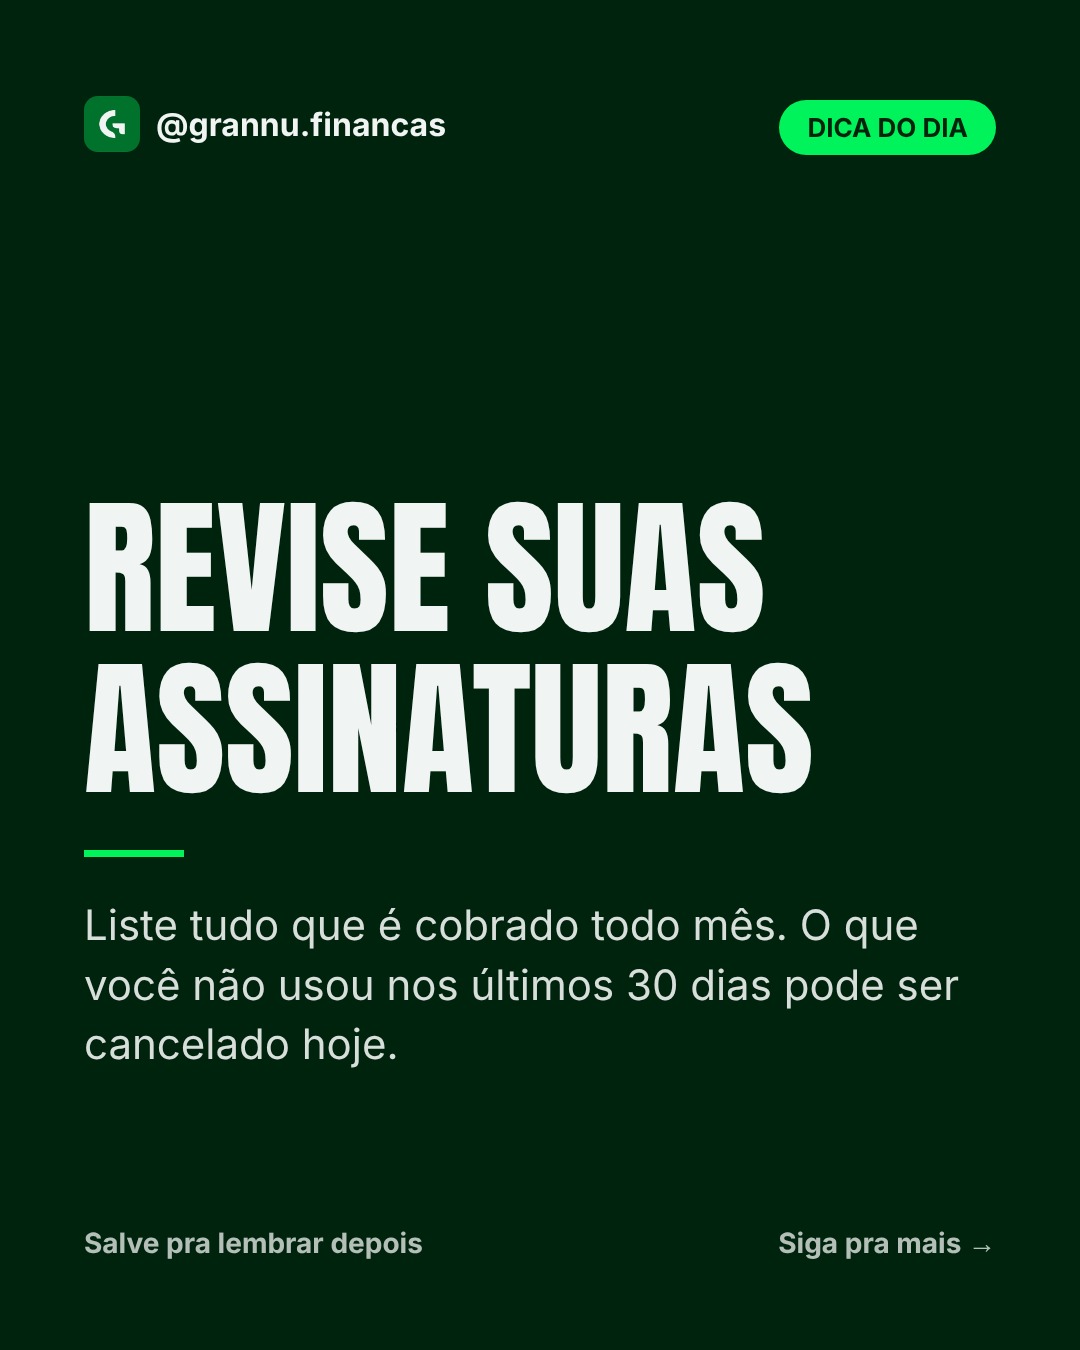 @grannu.financas
DICA DO DIA
REVISE SUAS
ASSINATURAS
Liste tudo que é cobrado todo mês. O que
você não usou nos últimos 30 dias pode ser
cancelado hoje.
Salve pra lembrar depois
Siga pra mais →